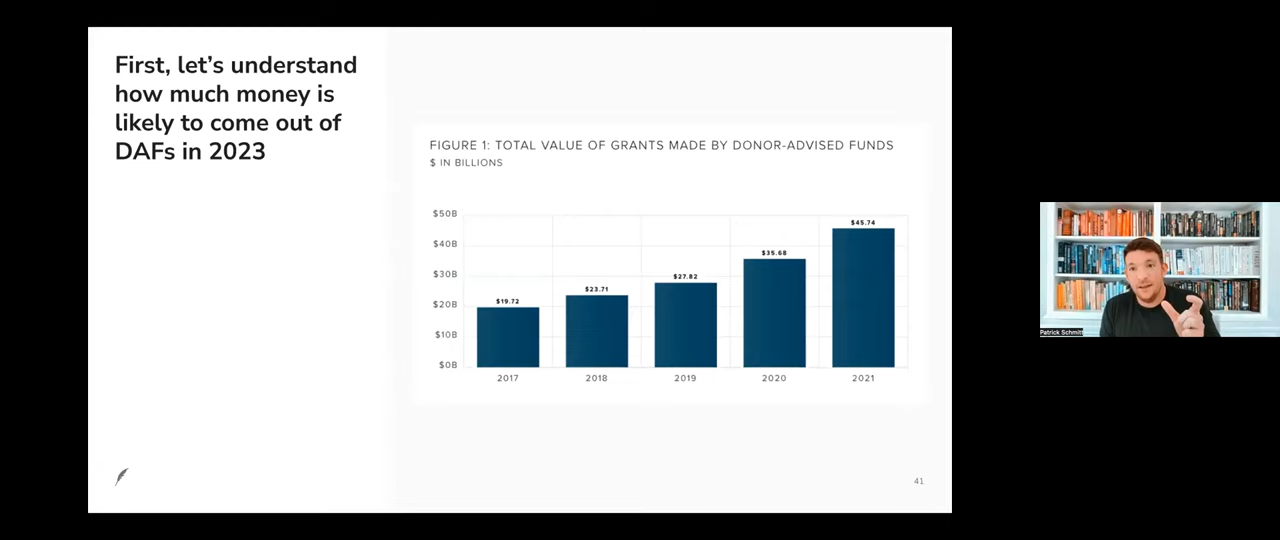 First, let’s understand
how much money is
likely to come out of
DAFs in 2023
FIGURE 1: TOTAL VALUE OF GRANTS MADE BY DONOR-ADVISED FUNDS
$ IN BILLIONS
$50B
$40B
$30B
$20B
$10B
$0B
$19.72
$23.71
$27.82
$35.68
$45.74
2017
2018
2019
2020
2021
41
Patrick Schmitt